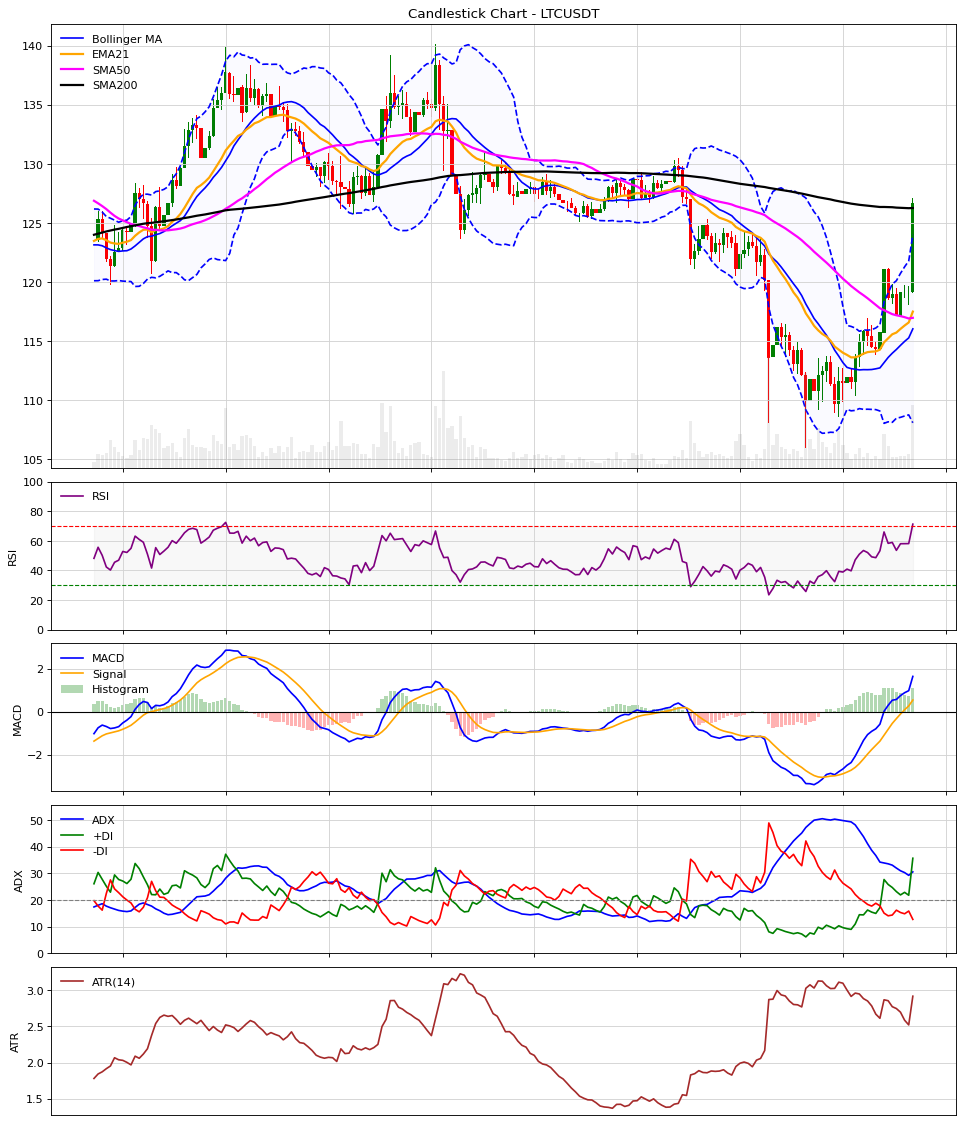 Candlestick Chart - LTCUSDT
Bollinger MA
EMA21
SMA50
SMA200
140
135
130
125
120
115
110
105
RSI
RSI
100
80
60
40
20
0
MACD
Signal
Histogram
MACD
2
0
−2
ADX
+DI
-DI
ADX
50
40
30
20
10
0
ATR(14)
ATR
3.0
2.5
2.0
1.5